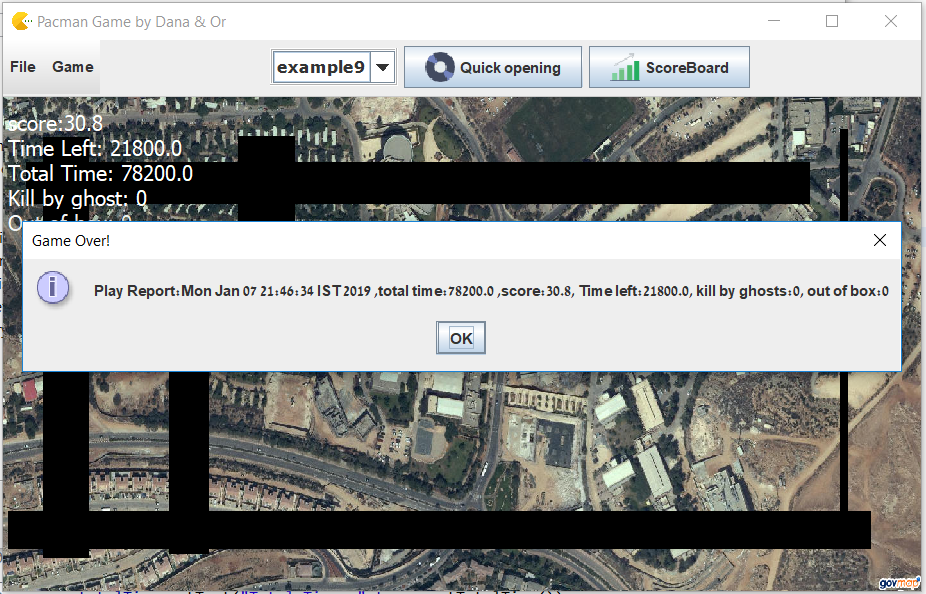 Pacman Game by Dana & Or
File Game example9 Quick opening ScoreBoard
score:30.8
Time Left: 21800.0
Total Time: 78200.0
Kill by ghost: 0
Out of box: 0
Game Over!
Play Report:Mon Jan 07 21:46:34 IST 2019 ,total time:78200.0 ,score:30.8, Time left:21800.0, kill by ghosts:0, out of box:0
OK
govmap